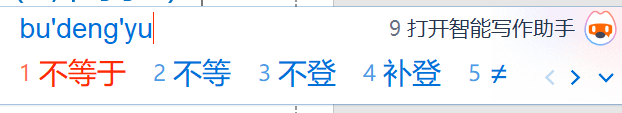 bu'deng'yu 9 打开智能写作助手
1 不等于 2 不等 3 不登 4 补登 5 ≠